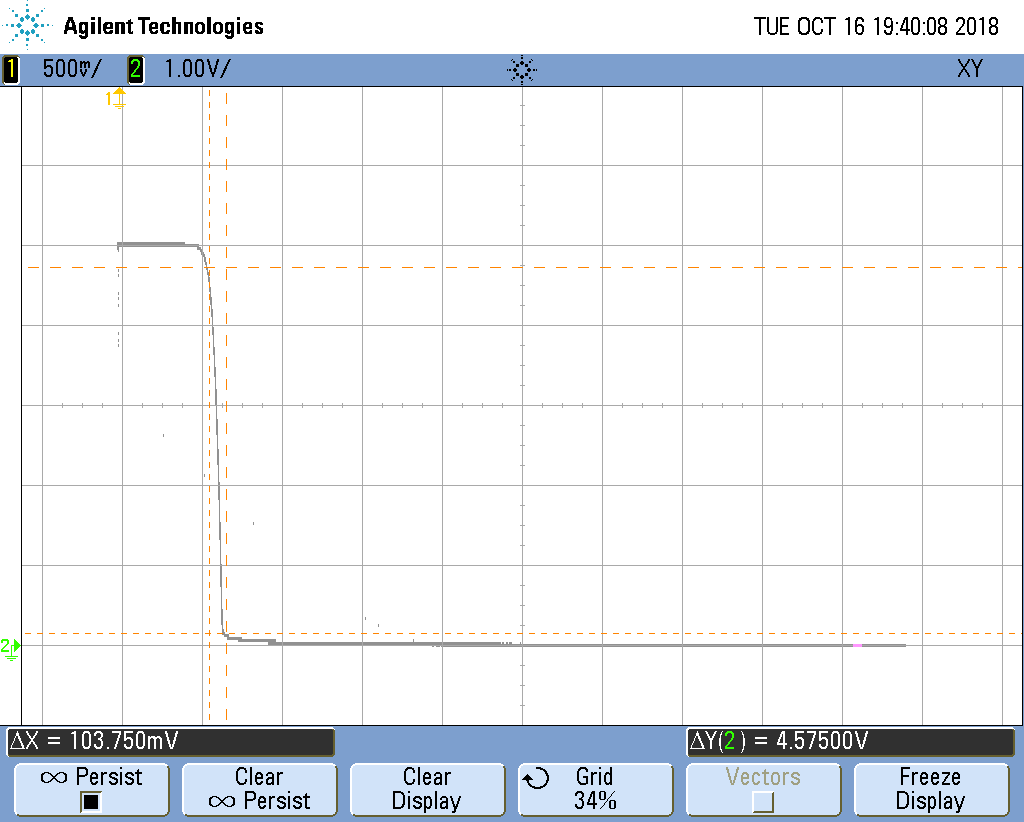 Agilent Technologies
TUE OCT 16 19:40:08 2018
1 500mV/ 2 1.00V/ XY
1
2
ΔX = 103.750mV
ΔY(2) = 4.57500V
∞ Persist
Clear
∞ Persist
Clear
Display
Grid
34%
Vectors
Freeze
Display